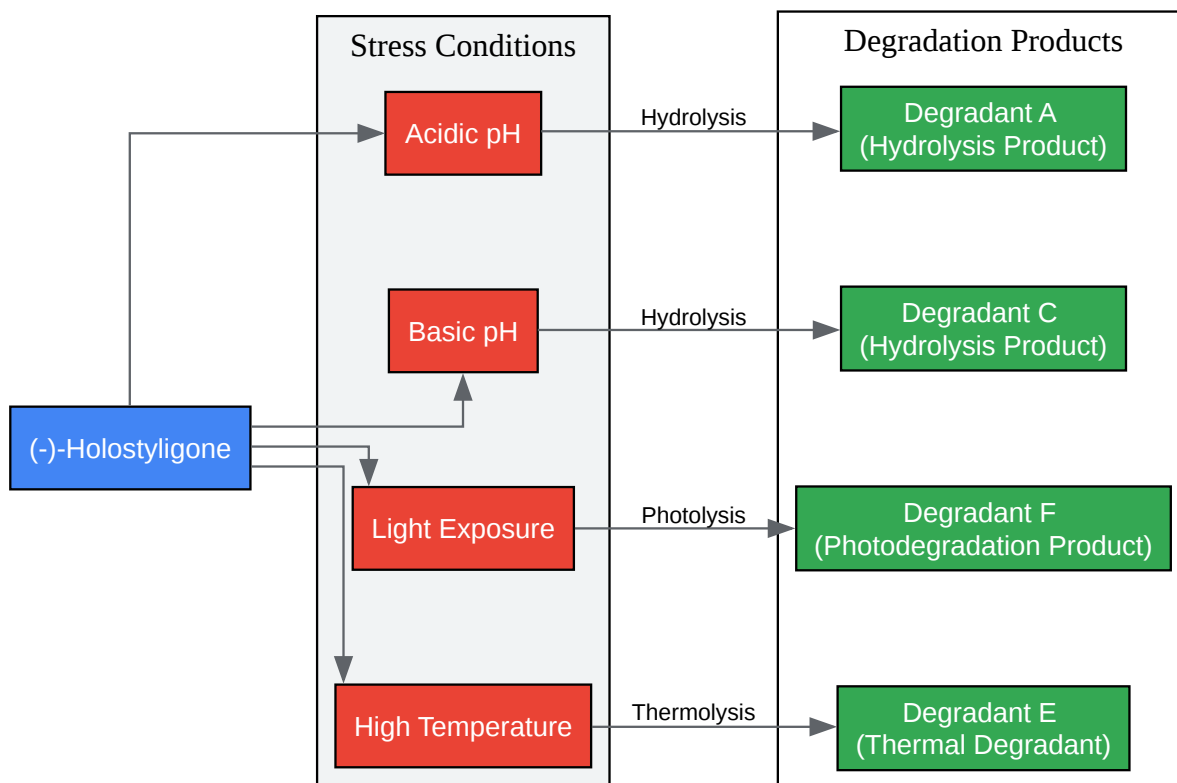 Stress Conditions
Degradation Products
Acidic pH
Hydrolysis
Degradant A
(Hydrolysis Product)
Basic pH
Hydrolysis
Degradant C
(Hydrolysis Product)
(-)-Holostyligone
Light Exposure
Photolysis
Degradant F
(Photodegradation Product)
High Temperature
Thermolysis
Degradant E
(Thermal Degradant)